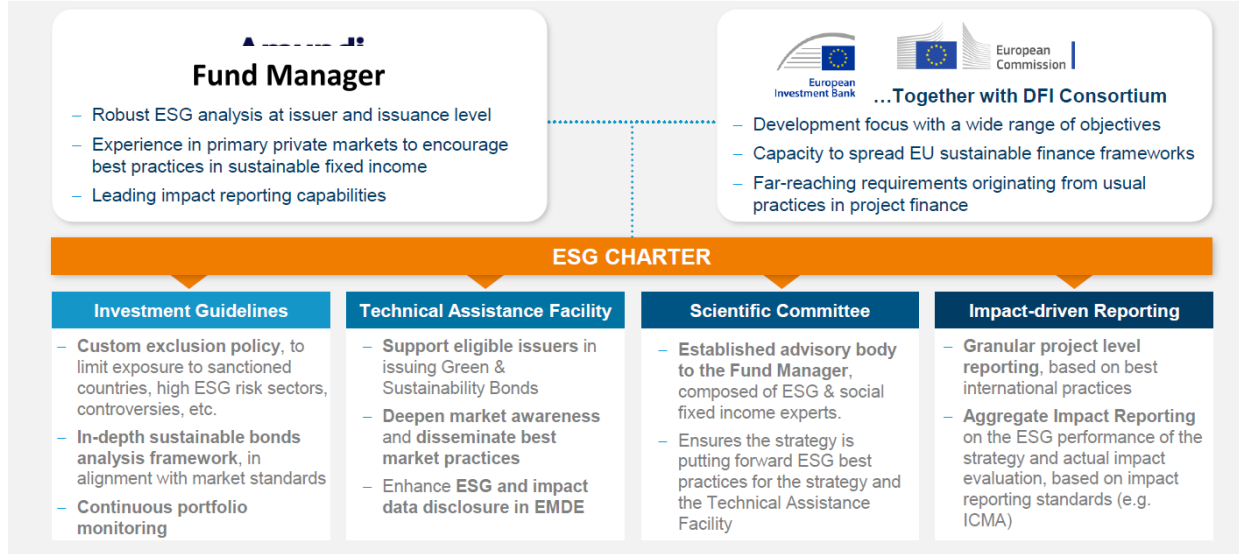 Fund Manager
– Robust ESG analysis at issuer and issuance level
– Experience in primary private markets to encourage
best practices in sustainable fixed income
– Leading impact reporting capabilities
European
Investment Bank
European
Commission
…Together with DFI Consortium
– Development focus with a wide range of objectives
– Capacity to spread EU sustainable finance frameworks
– Far-reaching requirements originating from usual
practices in project finance
ESG CHARTER
Investment Guidelines
– Custom exclusion policy, to
limit exposure to sanctioned
countries, high ESG risk sectors,
controversies, etc.
– In-depth sustainable bonds
analysis framework, in
alignment with market standards
– Continuous portfolio
monitoring
Technical Assistance Facility
– Support eligible issuers in
issuing Green &
Sustainability Bonds
– Deepen market awareness
and disseminate best
market practices
– Enhance ESG and impact
data disclosure in EMDE
Scientific Committee
– Established advisory body
to the Fund Manager,
composed of ESG & social
fixed income experts.
– Ensures the strategy is
putting forward ESG best
practices for the strategy and
the Technical Assistance
Facility
Impact-driven Reporting
– Granular project level
reporting, based on best
international practices
– Aggregate Impact Reporting
on the ESG performance of the
strategy and actual impact
evaluation, based on impact
reporting standards (e.g.
ICMA)